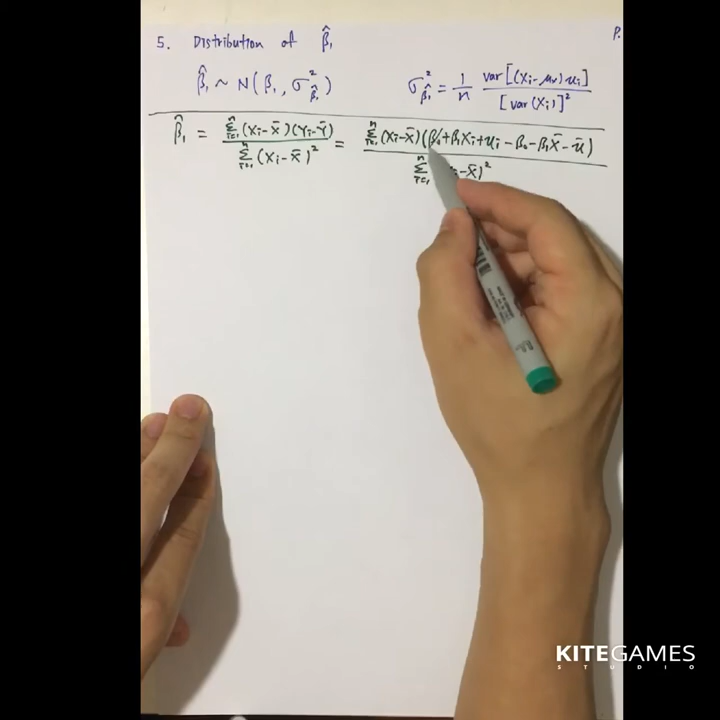 5. Distribution of β̂₁ P.
β̂₁ ~ N(β₁, σ²_β̂₁) σ²_β̂₁ = 1/n var[(Xᵢ-μₓ)uᵢ] / [var(Xᵢ)]²
β̂₁ = Σⁿᵢ₌₁(Xᵢ-X̄)(Yᵢ-Ȳ) / Σⁿᵢ₌₁(Xᵢ-X̄)² = Σⁿᵢ₌₁(Xᵢ-X̄)(β₀+β₁Xᵢ+uᵢ-β₀-β₁X̄-ū) / Σⁿᵢ₌₁ ᵢ-X̄)²
KITEGAMES
STUDIO